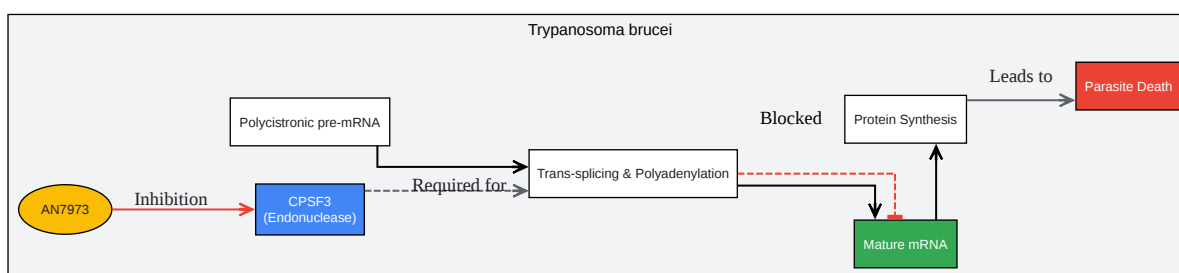 Trypanosoma brucei
Leads to
Parasite Death
Polycistronic pre-mRNA
Blocked
Protein Synthesis
Trans-splicing & Polyadenylation
Required for
Inhibition
AN7973
CPSF3
(Endonuclease)
Mature mRNA